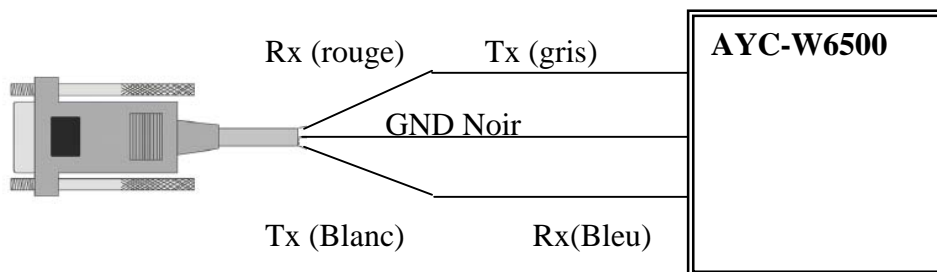 AYC-W6500
Rx (rouge) Tx (gris)
GND Noir
Tx (Blanc) Rx(Bleu)